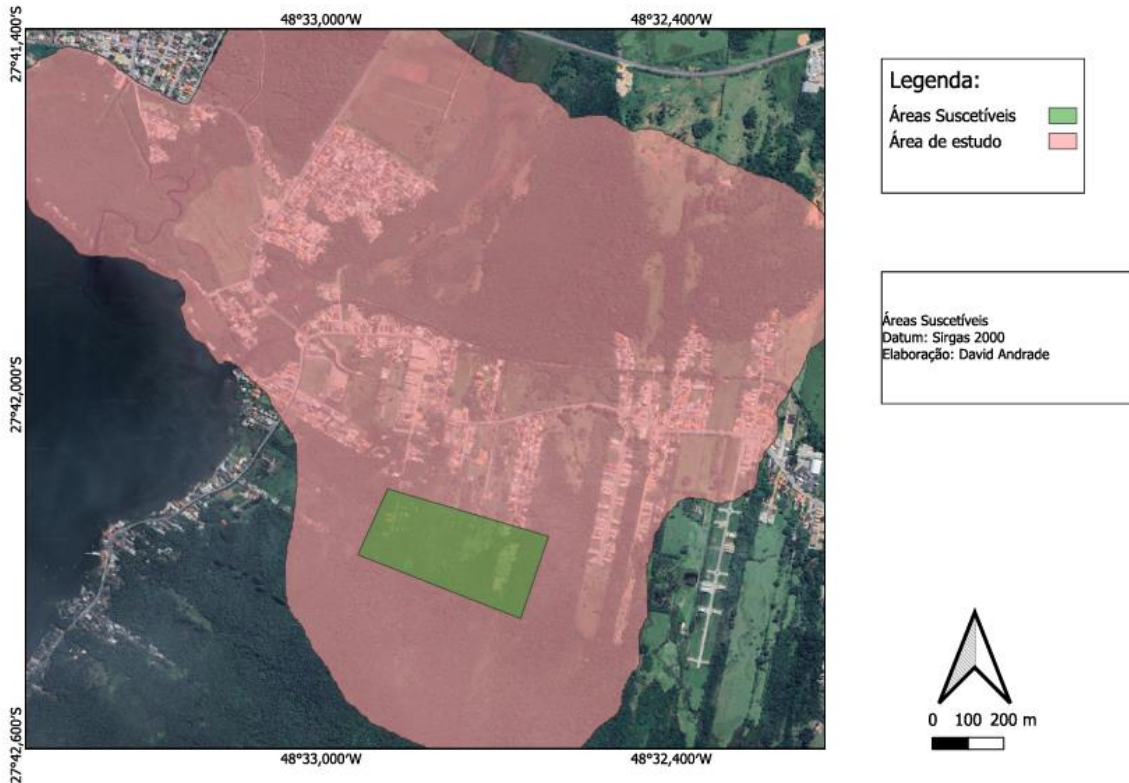 48°33,000′W
48°32,400′W
27°41,400′S
27°42,000′S
27°42,600′S
48°33,000′W
48°32,400′W
Legenda:
Áreas Suscetíveis
Área de estudo
Áreas Suscetíveis
Datum: Sirgas 2000
Elaboração: David Andrade
0 100 200 m